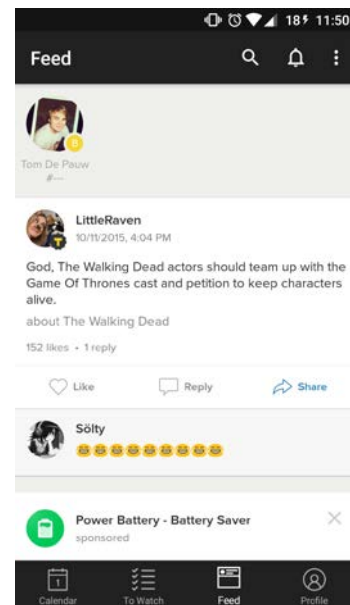 18 11:50
Feed
B
Tom De Pauw
#---
LittleRaven
T
10/11/2015, 4:04 PM
God, The Walking Dead actors should team up with the
Game Of Thrones cast and petition to keep characters
alive.
about The Walking Dead
152 likes • 1 reply
Like Reply Share
Sölty
😂😂😂😂😂😂😂😂😂
Power Battery - Battery Saver
sponsored
1
Calendar To Watch Feed Profile